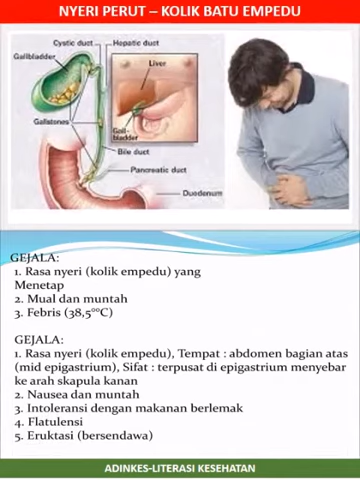 NYERI PERUT – KOLIK BATU EMPEDU
Cystic duct
Hepatic duct
Gallbladder
Liver
Gallstones
Gall-
bladder
Bile duct
Pancreatic duct
Duodenum
GEJALA:
1. Rasa nyeri (kolik empedu) yang
Menetap
2. Mual dan muntah
3. Febris (38,5⁰⁰C)
GEJALA:
1. Rasa nyeri (kolik empedu), Tempat : abdomen bagian atas
(mid epigastrium), Sifat : terpusat di epigastrium menyebar
ke arah skapula kanan
2. Nausea dan muntah
3. Intoleransi dengan makanan berlemak
4. Flatulensi
5. Eruktasi (bersendawa)
ADINKES-LITERASI KESEHATAN